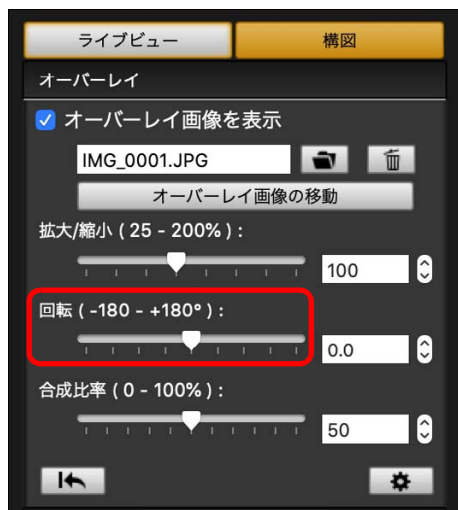 ライブビュー 構図
オーバーレイ
オーバーレイ画像を表示
IMG_0001.JPG
オーバーレイ画像の移動
拡大/縮小 ( 25 - 200% ) :
100
回転 ( -180 - +180° ) :
0.0
合成比率 ( 0 - 100% ) :
50